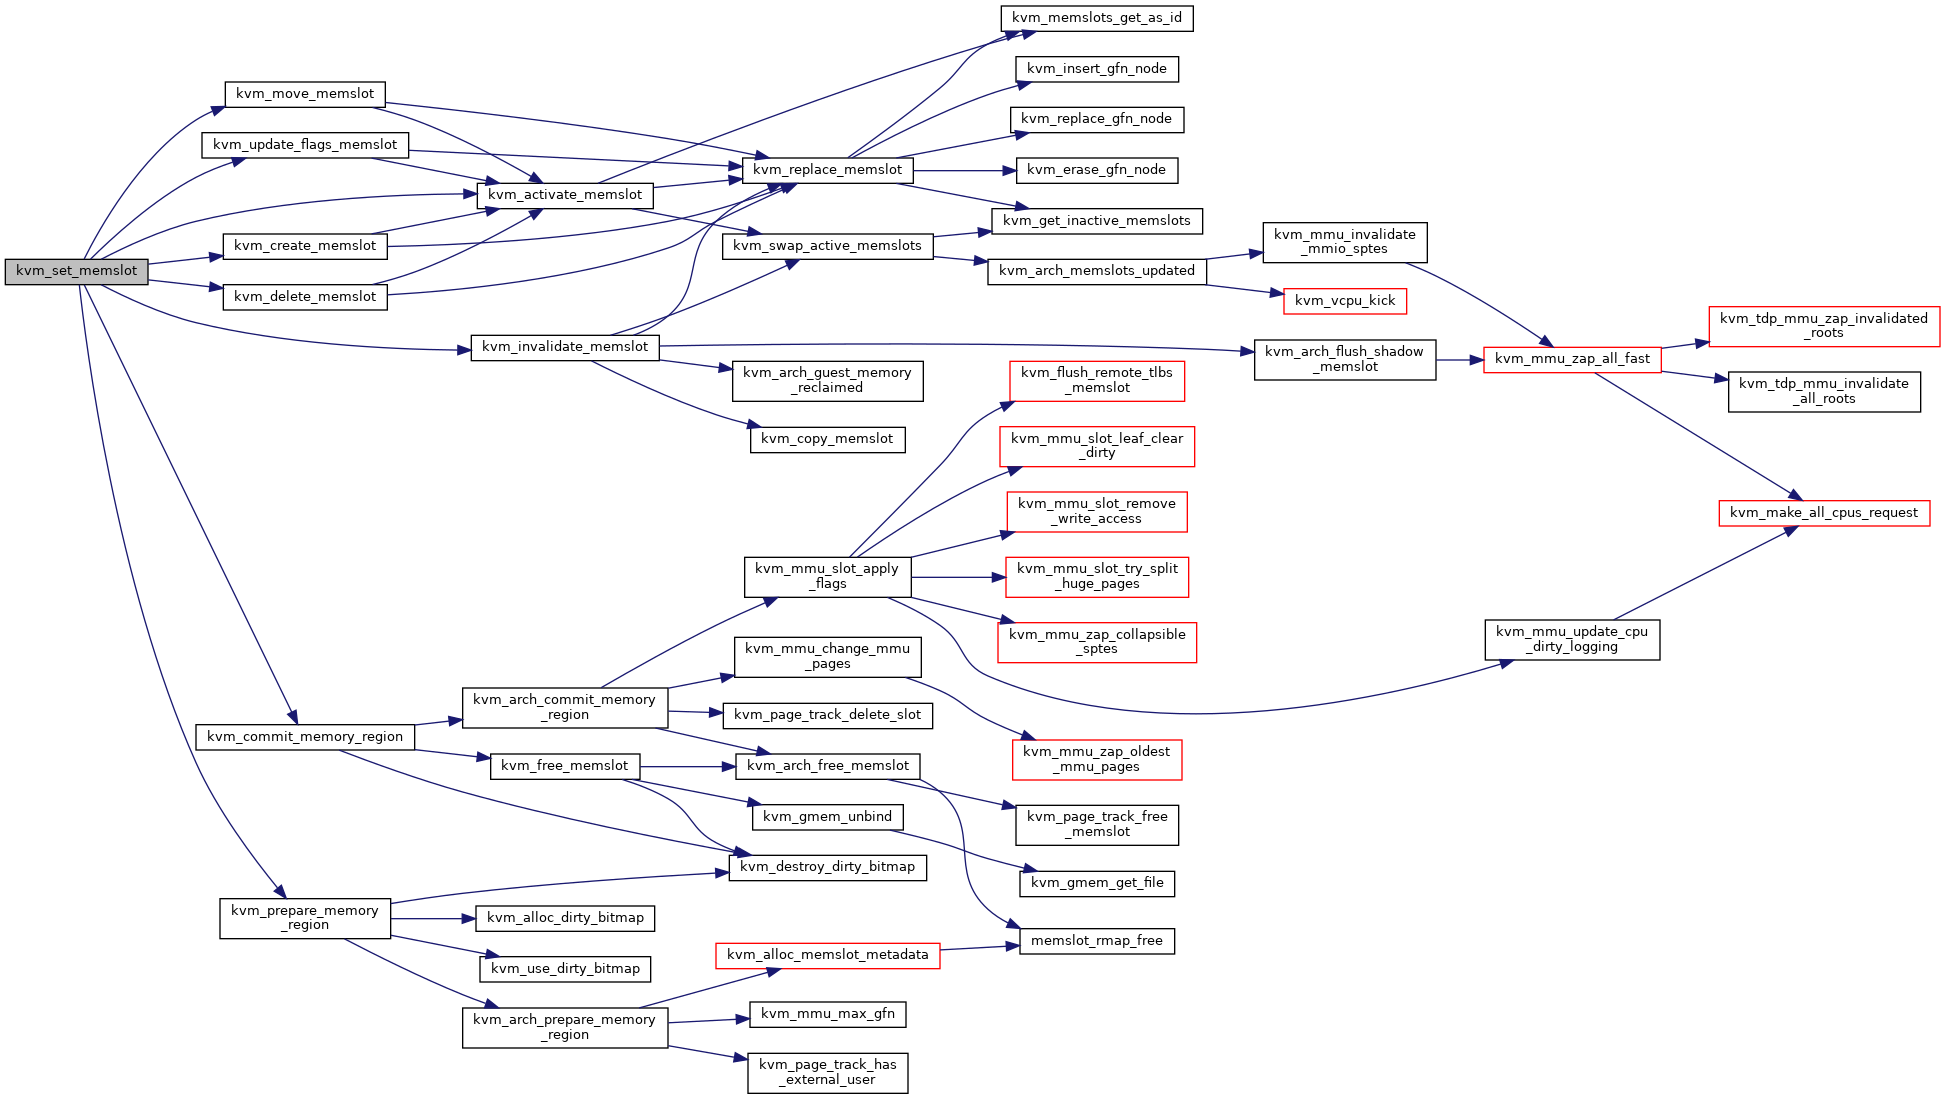 kvm_memslots_get_as_id
kvm_insert_gfn_node
kvm_move_memslot
kvm_replace_gfn_node
kvm_update_flags_memslot
kvm_replace_memslot
kvm_erase_gfn_node
kvm_activate_memslot
kvm_get_inactive_memslots
kvm_create_memslot
kvm_swap_active_memslots
kvm_mmu_invalidate
_mmio_sptes
kvm_set_memslot
kvm_arch_memslots_updated
kvm_delete_memslot
kvm_vcpu_kick
kvm_tdp_mmu_zap_invalidated
_roots
kvm_invalidate_memslot
kvm_arch_flush_shadow
_memslot
kvm_mmu_zap_all_fast
kvm_arch_guest_memory
_reclaimed
kvm_flush_remote_tlbs
_memslot
kvm_tdp_mmu_invalidate
_all_roots
kvm_copy_memslot
kvm_mmu_slot_leaf_clear
_dirty
kvm_mmu_slot_remove
_write_access
kvm_make_all_cpus_request
kvm_mmu_slot_apply
_flags
kvm_mmu_slot_try_split
_huge_pages
kvm_mmu_zap_collapsible
_sptes
kvm_mmu_update_cpu
_dirty_logging
kvm_mmu_change_mmu
_pages
kvm_arch_commit_memory
_region
kvm_page_track_delete_slot
kvm_commit_memory_region
kvm_mmu_zap_oldest
_mmu_pages
kvm_free_memslot
kvm_arch_free_memslot
kvm_gmem_unbind
kvm_page_track_free
_memslot
kvm_destroy_dirty_bitmap
kvm_gmem_get_file
kvm_prepare_memory
_region
kvm_alloc_dirty_bitmap
memslot_rmap_free
kvm_alloc_memslot_metadata
kvm_use_dirty_bitmap
kvm_arch_prepare_memory
_region
kvm_mmu_max_gfn
kvm_page_track_has
_external_user